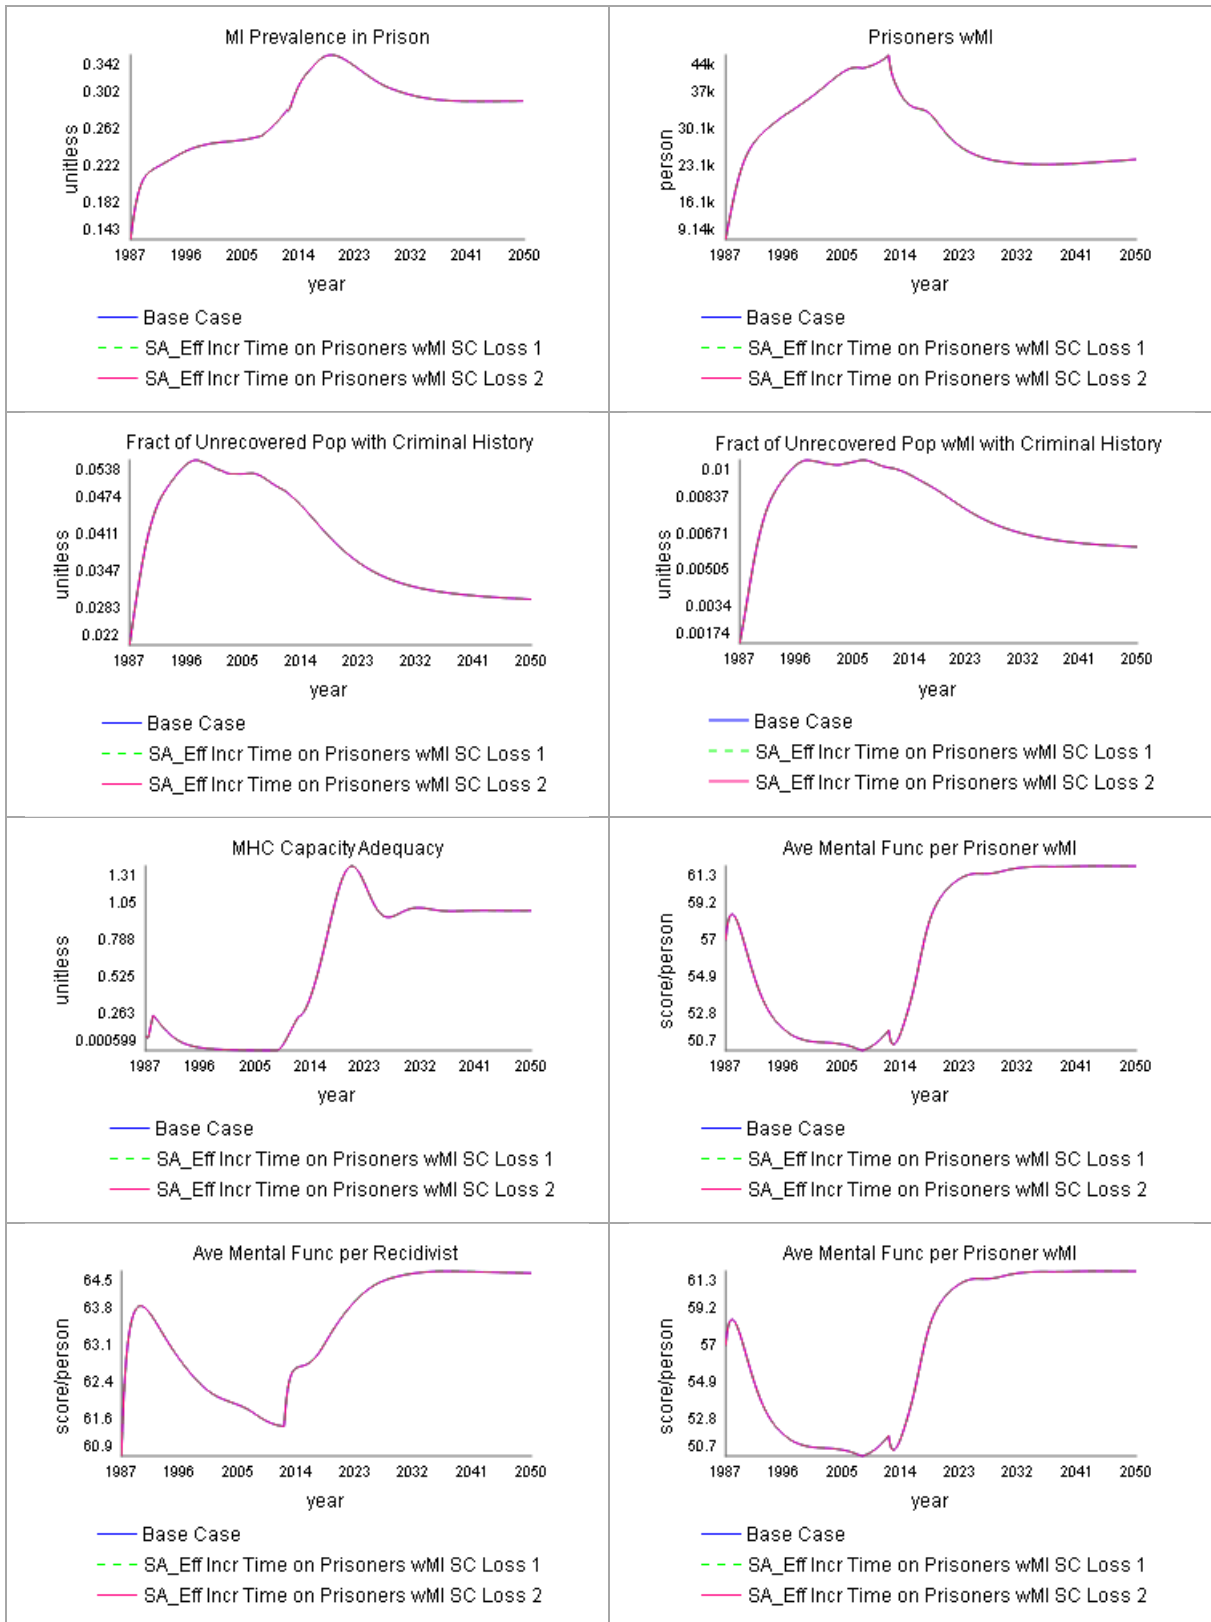 MI Prevalence in Prison
0.342
0.302
0.262
0.222
0.182
0.143
unitless
1987 1996 2005 2014 2023 2032 2041 2050
year
Base Case
SA_Eff Incr Time on Prisoners wMI SC Loss 1
SA_Eff Incr Time on Prisoners wMI SC Loss 2
Prisoners wMI
44k
37k
30.1k
23.1k
16.1k
9.14k
person
1987 1996 2005 2014 2023 2032 2041 2050
year
Base Case
SA_Eff Incr Time on Prisoners wMI SC Loss 1
SA_Eff Incr Time on Prisoners wMI SC Loss 2
Fract of Unrecovered Pop with Criminal History
0.0538
0.0474
0.0411
0.0347
0.0283
0.022
unitless
1987 1996 2005 2014 2023 2032 2041 2050
year
Base Case
SA_Eff Incr Time on Prisoners wMI SC Loss 1
SA_Eff Incr Time on Prisoners wMI SC Loss 2
Fract of Unrecovered Pop wMI with Criminal History
0.01
0.00837
0.00671
0.00505
0.0034
0.00174
unitless
1987 1996 2005 2014 2023 2032 2041 2050
year
Base Case
SA_Eff Incr Time on Prisoners wMI SC Loss 1
SA_Eff Incr Time on Prisoners wMI SC Loss 2
MHC Capacity Adequacy
1.31
1.05
0.788
0.525
0.263
0.000599
unitless
1987 1996 2005 2014 2023 2032 2041 2050
year
Base Case
SA_Eff Incr Time on Prisoners wMI SC Loss 1
SA_Eff Incr Time on Prisoners wMI SC Loss 2
Ave Mental Func per Prisoner wMI
61.3
59.2
57
54.9
52.8
50.7
score/person
1987 1996 2005 2014 2023 2032 2041 2050
year
Base Case
SA_Eff Incr Time on Prisoners wMI SC Loss 1
SA_Eff Incr Time on Prisoners wMI SC Loss 2
Ave Mental Func per Recidivist
64.5
63.8
63.1
62.4
61.6
60.9
score/person
1987 1996 2005 2014 2023 2032 2041 2050
year
Base Case
SA_Eff Incr Time on Prisoners wMI SC Loss 1
SA_Eff Incr Time on Prisoners wMI SC Loss 2
Ave Mental Func per Prisoner wMI
61.3
59.2
57
54.9
52.8
50.7
score/person
1987 1996 2005 2014 2023 2032 2041 2050
year
Base Case
SA_Eff Incr Time on Prisoners wMI SC Loss 1
SA_Eff Incr Time on Prisoners wMI SC Loss 2